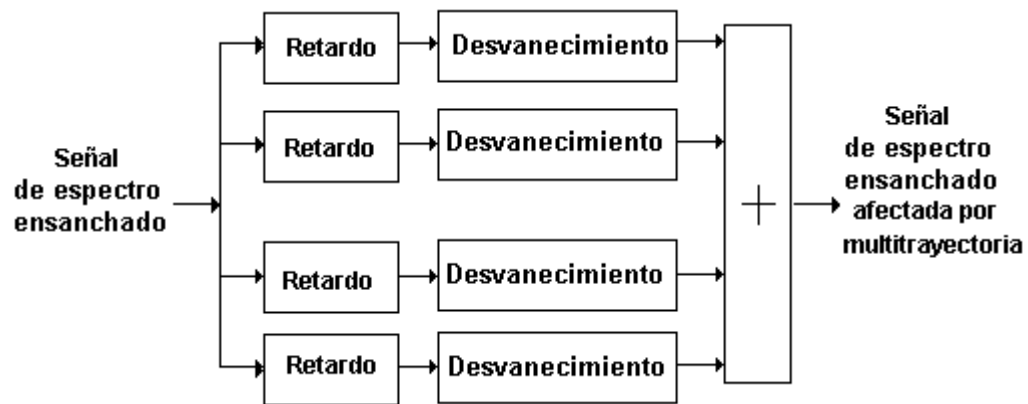 Señal
de espectro
ensanchado
Retardo
Desvanecimiento
Retardo
Desvanecimiento
Retardo
Desvanecimiento
Retardo
Desvanecimiento
+
Señal
de espectro
ensanchado
afectada por
multitrayectoria